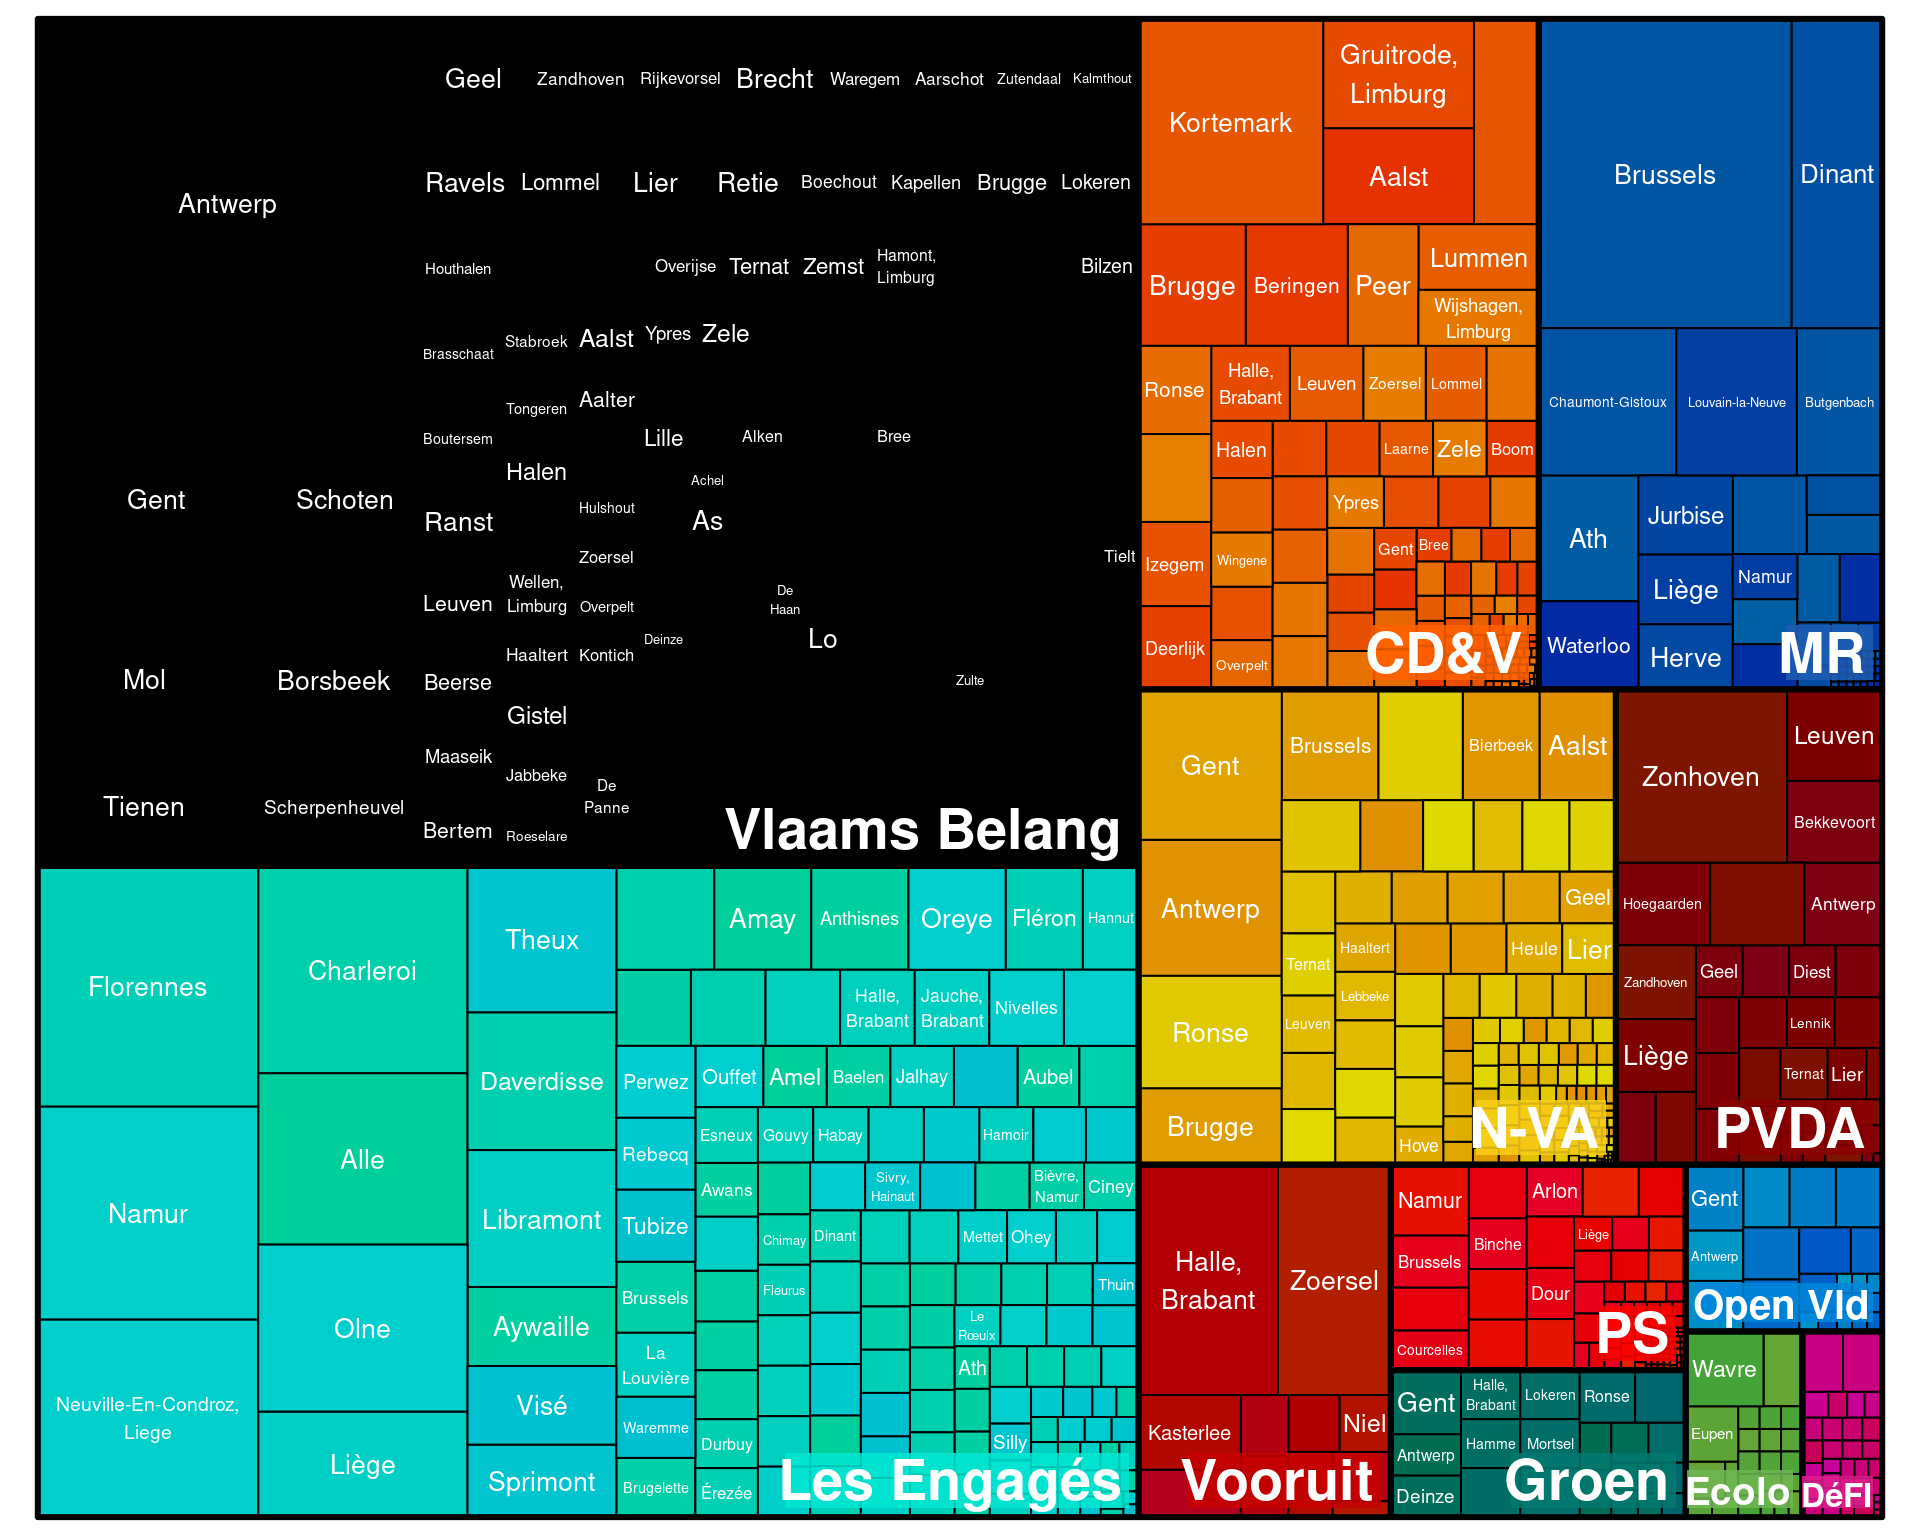 Geel
Zandhoven
Rijkevorsel
Brecht
Waregem
Aarschot
Zutendaal
Kalmthout
Antwerp
Ravels
Lommel
Lier
Retie
Boechout
Kapellen
Brugge
Lokeren
Houthalen
Overijse
Ternat
Zemst
Hamont,
Limburg
Bilzen
Brasschaat
Stabroek
Aalst
Ypres
Zele
Tongeren
Aalter
Boutersem
Lille
Alken
Bree
Halen
Achel
Gent
Schoten
Ranst
Hulshout
As
Zoersel
Tielt
Leuven
Wellen,
Limburg
Overpelt
De
Haan
Deinze
Lo
Haaltert
Kontich
Mol
Borsbeek
Beerse
Zulte
Gistel
Maaseik
Jabbeke
De
Panne
Tienen
Scherpenheuvel
Bertem
Roeselare
Vlaams Belang
Kortemark
Gruitrode,
Limburg
Aalst
Brugge
Beringen
Peer
Lummen
Wijshagen,
Limburg
Ronse
Halle,
Brabant
Leuven
Zoersel
Lommel
Halen
Laarne
Zele
Boom
Ypres
Izegem
Wingene
Gent
Bree
Deerlijk
Overpelt
CD&V
Brussels
Dinant
Chaumont-Gistoux
Louvain-la-Neuve
Butgenbach
Ath
Jurbise
Liège
Namur
Waterloo
Herve
MR
Gent
Brussels
Bierbeek
Aalst
Antwerp
Geel
Haaltert
Heule
Lier
Ternat
Lebbeke
Ronse
Leuven
Brugge
Hove
N-VA
Zonhoven
Leuven
Bekkevoort
Hoegaarden
Antwerp
Zandhoven
Geel
Diest
Lennik
Liège
Ternat
Lier
PVDA
Florennes
Charleroi
Theux
Amay
Anthisnes
Oreye
Fléron
Hannut
Halle,
Brabant
Jauche,
Brabant
Nivelles
Daverdisse
Perwez
Ouffet
Amel
Baelen
Jalhay
Aubel
Alle
Rebecq
Esneux
Gouvy
Habay
Hamoir
Namur
Libramont
Tubize
Awans
Sivry,
Hainaut
Bièvre,
Namur
Ciney
Chimay
Dinant
Mettet
Ohey
Olne
Aywaille
Brussels
Fleurus
Thuin
Le
Rœulx
La
Louvière
Ath
Neuville-En-Condroz,
Liege
Visé
Waremme
Durbuy
Silly
Liège
Sprimont
Brugelette
Érezée
Les Engagés
Halle,
Brabant
Zoersel
Kasterlee
Niel
Vooruit
Namur
Arlon
Brussels
Binche
Liège
Dour
Courcelles
PS
Gent
Antwerp
Open Vld
Gent
Halle,
Brabant
Lokeren
Ronse
Antwerp
Hamme
Mortsel
Deinze
Groen
Wavre
Eupen
Ecolo
DéFI